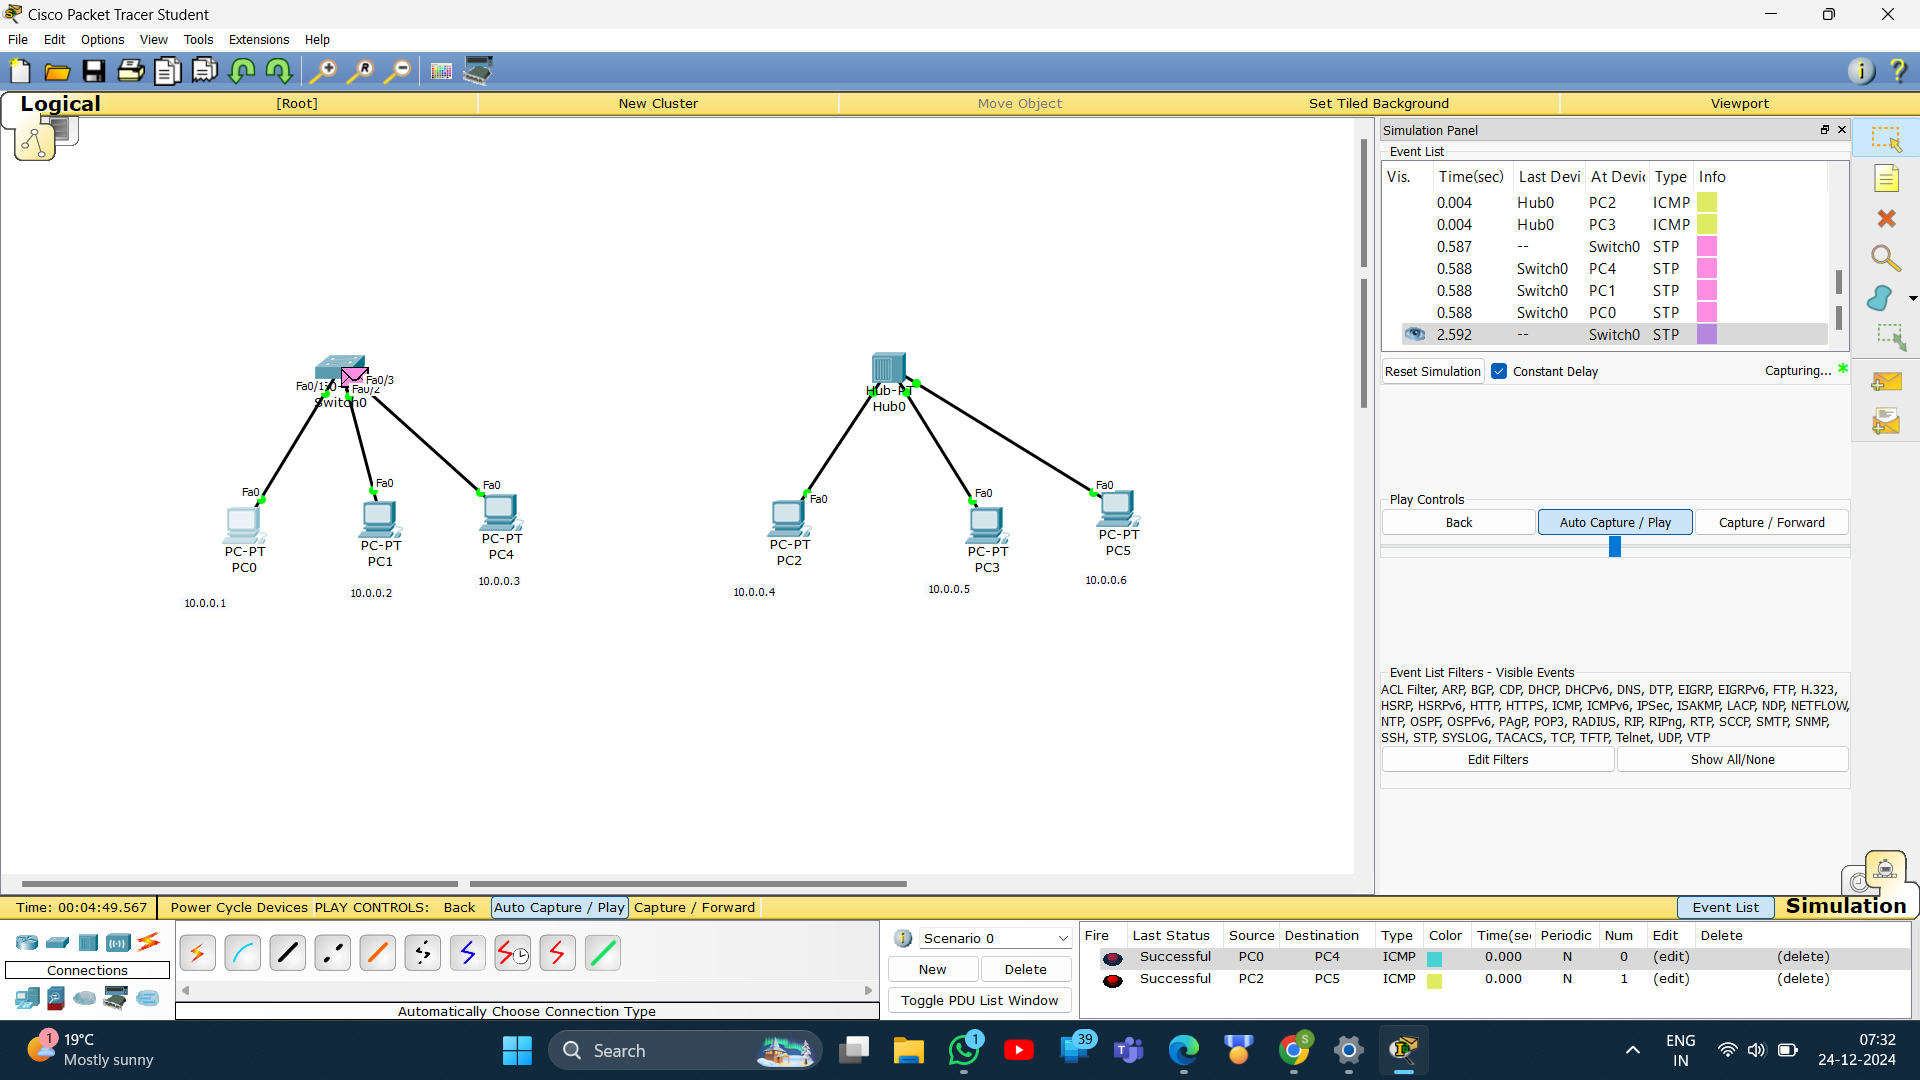 Cisco Packet Tracer Student
File Edit Options View Tools Extensions Help
Logical [Root] New Cluster Move Object Set Tiled Background Viewport
Simulation Panel
Event List
Vis. Time(sec) Last Devi At Devic Type Info
0.004 Hub0 PC2 ICMP
0.004 Hub0 PC3 ICMP
0.587 -- Switch0 STP
0.588 Switch0 PC4 STP
0.588 Switch0 PC1 STP
0.588 Switch0 PC0 STP
2.592 -- Switch0 STP
Reset Simulation Constant Delay Capturing... *
Play Controls
Back Auto Capture / Play Capture / Forward
Event List Filters - Visible Events
ACL Filter, ARP, BGP, CDP, DHCP, DHCPv6, DNS, DTP, EIGRP, EIGRPv6, FTP, H.323,
HSRP, HSRPv6, HTTP, HTTPS, ICMP, ICMPv6, IPSec, ISAKMP, LACP, NDP, NETFLOW,
NTP, OSPF, OSPFv6, PAgP, POP3, RADIUS, RIP, RIPng, RTP, SCCP, SMTP, SNMP,
SSH, STP, SYSLOG, TACACS, TCP, TFTP, Telnet, UDP, VTP
Edit Filters Show All/None
Fa0/1 Fa0/3
Fa0/2
Switch0
Fa0
Fa0
Fa0
PC-PT
PC0
PC-PT
PC1
PC-PT
PC4
10.0.0.1
10.0.0.2
10.0.0.3
Hub-PT
Hub0
Fa0
Fa0
Fa0
PC-PT
PC2
PC-PT
PC3
PC-PT
PC5
10.0.0.4
10.0.0.5
10.0.0.6
Time: 00:04:49.567 Power Cycle Devices PLAY CONTROLS: Back Auto Capture / Play Capture / Forward Event List Simulation
Connections
Automatically Choose Connection Type
Scenario 0
New Delete
Toggle PDU List Window
Fire Last Status Source Destination Type Color Time(sec Periodic Num Edit Delete
Successful PC0 PC4 ICMP 0.000 N 0 (edit) (delete)
Successful PC2 PC5 ICMP 0.000 N 1 (edit) (delete)
1
19°C
Mostly sunny
Search
1
39
S
ENG
IN
07:32
24-12-2024